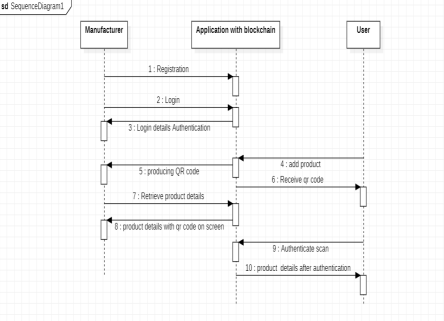 sd SequenceDiagram1
Manufacturer
Application with blockchain
User
1 : Registration
2 : Login
3 : Login details Authentication
4 : add product
5 : producing QR code
6 : Receive qr code
7 : Retrieve product details
8 : product details with qr code on screen
9 : Authenticate scan
10 : product details after authentication